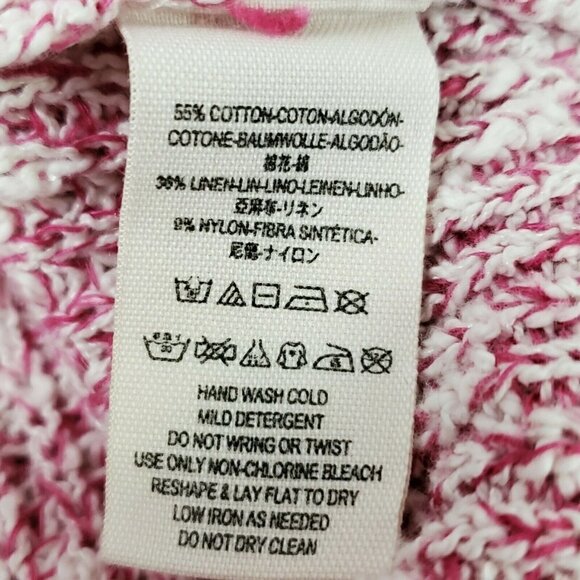 55% COTTON-COTON-ALGODÓN-
COTONE-BAUMWOLLE-ALGODÃO-
棉花-綿
36% LINEN-LIN-LINO-LEINEN-LINHO-
亞麻布-リネン
9% NYLON-FIBRA SINTÉTICA-
尼龍-ナイロン
HAND WASH COLD
MILD DETERGENT
DO NOT WRING OR TWIST
USE ONLY NON-CHLORINE BLEACH
RESHAPE & LAY FLAT TO DRY
LOW IRON AS NEEDED
DO NOT DRY CLEAN